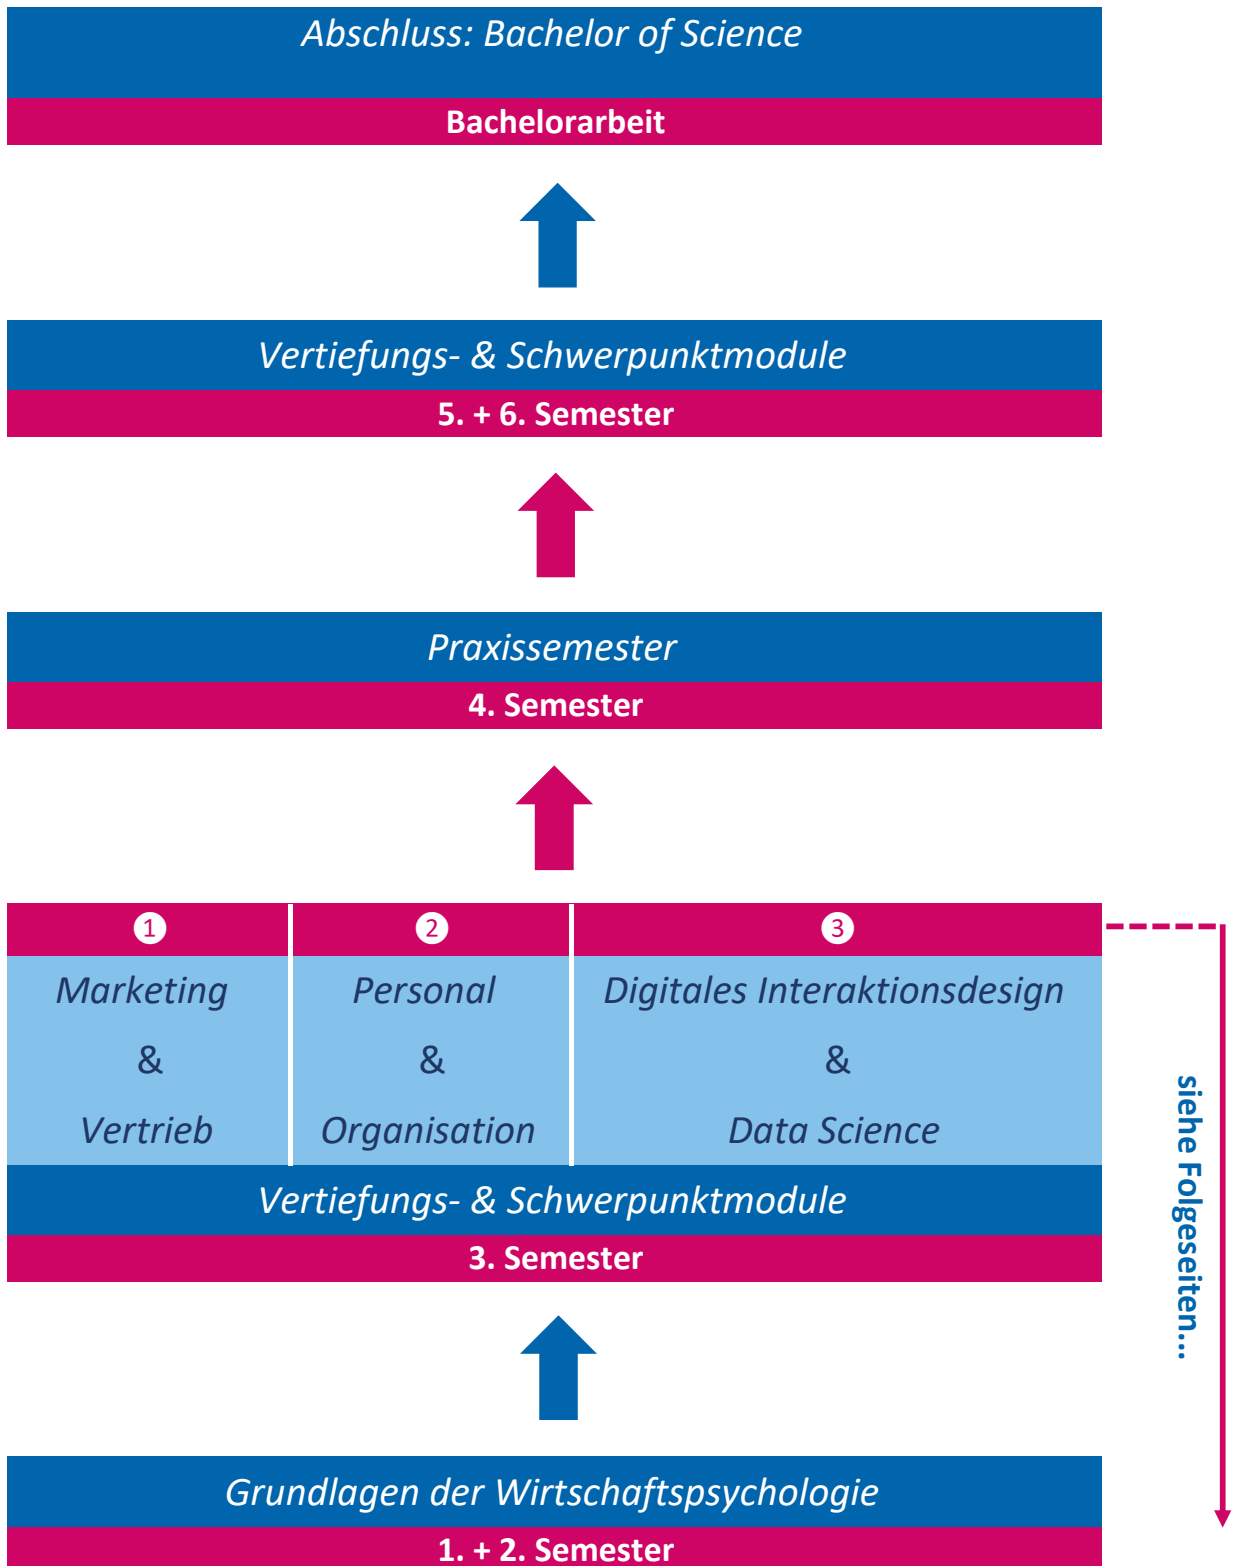 Abschluss: Bachelor of Science
Bachelorarbeit
Vertiefungs- & Schwerpunktmodule
5. + 6. Semester
Praxissemester
4. Semester
1
Marketing
&
Vertrieb
2
Personal
&
Organisation
3
Digitales Interaktionsdesign
&
Data Science
Vertiefungs- & Schwerpunktmodule
3. Semester
siehe Folgeseiten...
Grundlagen der Wirtschaftspsychologie
1. + 2. Semester